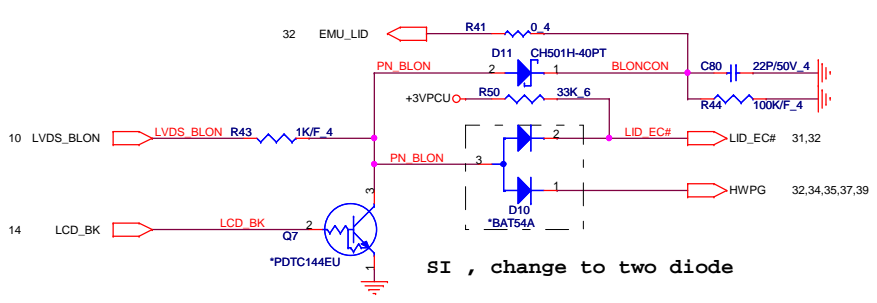 R41 0_4
32 EMU_LID
D11 CH501H-40PT
PN_BLON 2 1 BLONCON C80 22P/50V_4
+3VPCU R50 33K_6
R44 100K/F_4
10 LVDS_BLON LVDS_BLON R43 1K/F_4
2 LID_EC# LID_EC# 31,32
PN_BLON 3
3 1 HWPG 32,34,35,37,39
D10
*BAT54A
14 LCD_BK LCD_BK 2
Q7
*PDTC144EU
1
SI , change to two diode